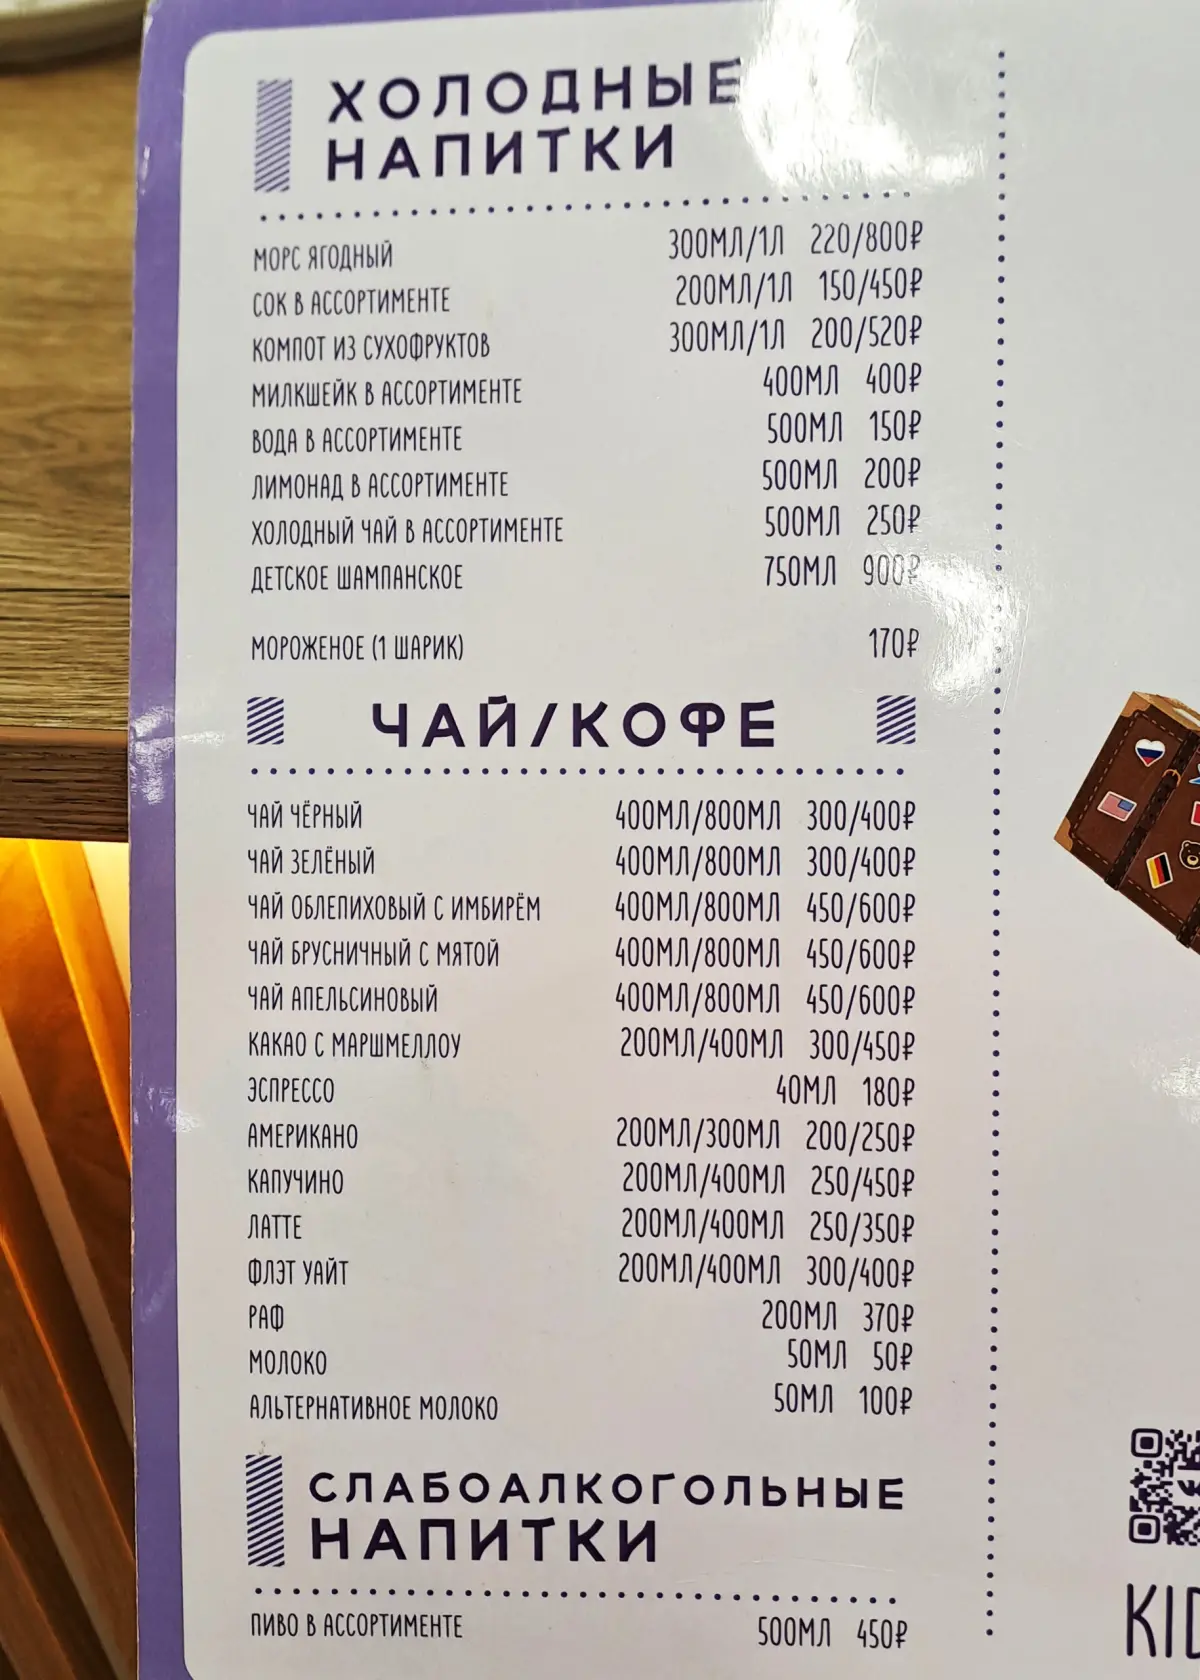 ХОЛОДНЫЕ
НАПИТКИ
МОРС ЯГОДНЫЙ 300МЛ/1Л 220/800₽
СОК В АССОРТИМЕНТЕ 200МЛ/1Л 150/450₽
КОМПОТ ИЗ СУХОФРУКТОВ 300МЛ/1Л 200/520₽
МИЛКШЕЙК В АССОРТИМЕНТЕ 400МЛ 400₽
ВОДА В АССОРТИМЕНТЕ 500МЛ 150₽
ЛИМОНАД В АССОРТИМЕНТЕ 500МЛ 200₽
ХОЛОДНЫЙ ЧАЙ В АССОРТИМЕНТЕ 500МЛ 250₽
ДЕТСКОЕ ШАМПАНСКОЕ 750МЛ 900₽
МОРОЖЕНОЕ (1 ШАРИК) 170₽
ЧАЙ/КОФЕ
ЧАЙ ЧЁРНЫЙ 400МЛ/800МЛ 300/400₽
ЧАЙ ЗЕЛЁНЫЙ 400МЛ/800МЛ 300/400₽
ЧАЙ ОБЛЕПИХОВЫЙ С ИМБИРЁМ 400МЛ/800МЛ 450/600₽
ЧАЙ БРУСНИЧНЫЙ С МЯТОЙ 400МЛ/800МЛ 450/600₽
ЧАЙ АПЕЛЬСИНОВЫЙ 400МЛ/800МЛ 450/600₽
КАКАО С МАРШМЕЛЛОУ 200МЛ/400МЛ 300/450₽
ЭСПРЕССО 40МЛ 180₽
АМЕРИКАНО 200МЛ/300МЛ 200/250₽
КАПУЧИНО 200МЛ/400МЛ 250/450₽
ЛАТТЕ 200МЛ/400МЛ 250/350₽
ФЛЭТ УАЙТ 200МЛ/400МЛ 300/400₽
РАФ 200МЛ 370₽
МОЛОКО 50МЛ 50₽
АЛЬТЕРНАТИВНОЕ МОЛОКО 50МЛ 100₽
СЛАБОАЛКОГОЛЬНЫЕ
НАПИТКИ
ПИВО В АССОРТИМЕНТЕ 500МЛ 450₽